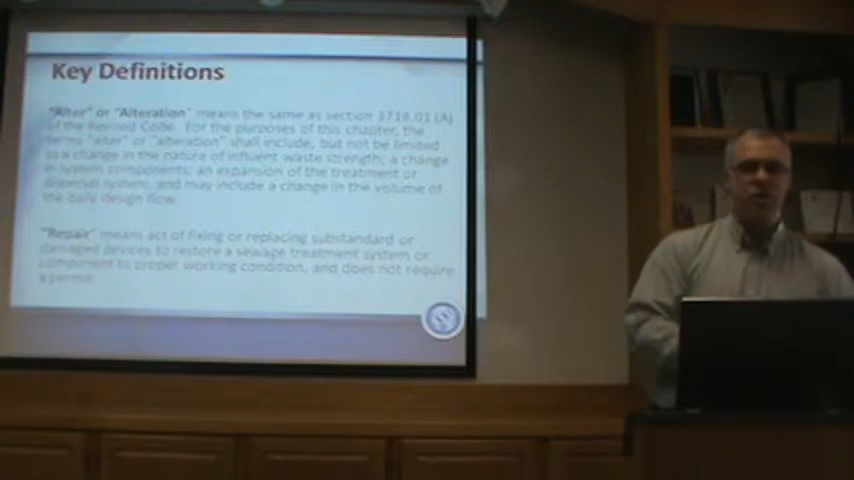 Key Definitions
"Alter" or "Alteration" means the same as section 3718.01 (A)
of the Revised Code. For the purposes of this chapter, the
terms "alter" or "alteration" shall include, but not be limited
to a change in the nature of influent waste strength; a change
in system components; an expansion of the treatment or
dispersal system, and may include a change in the volume of
the daily design flow.
"Repair" means act of fixing or replacing substandard or
damaged devices to restore a sewage treatment system or
component to proper working condition, and does not require
a permit.